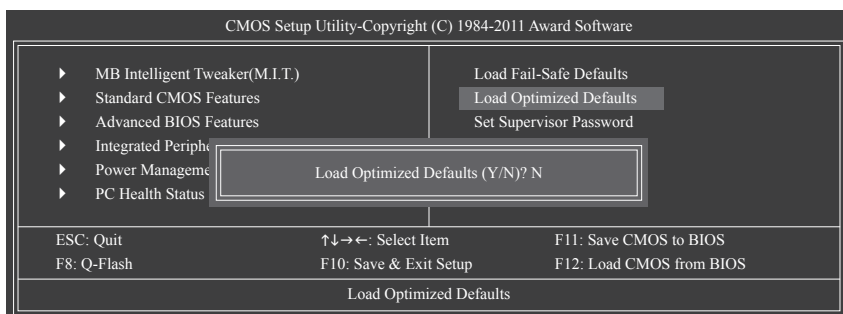 CMOS Setup Utility-Copyright (C) 1984-2011 Award Software
MB Intelligent Tweaker(M.I.T.)
Standard CMOS Features
Advanced BIOS Features
Integrated
Power
PC Health Status
Load Fail-Safe Defaults
Load Optimized Defaults
Set Supervisor Password
Load Optimized Defaults (Y/N)? N
ESC: Quit
↑↓→←: Select Item
F11: Save CMOS to BIOS
F8: Q-Flash
F10: Save & Exit Setup
F12: Load CMOS from BIOS
Load Optimized Defaults